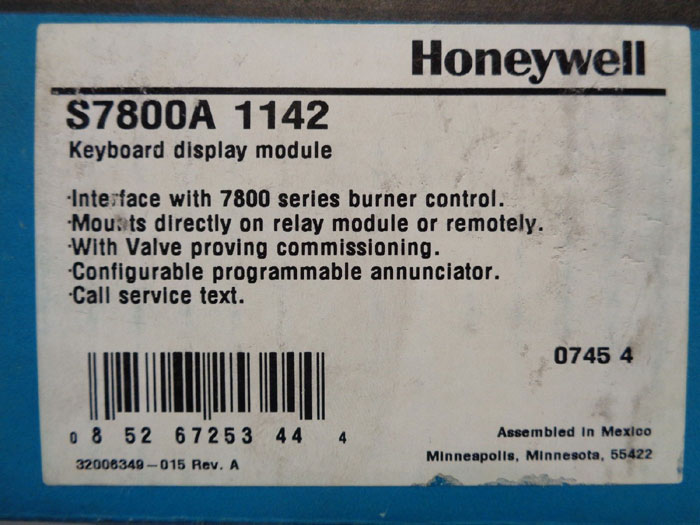 Honeywell
S7800A 1142
Keyboard display module
·Interface with 7800 series burner control.
·Mounts directly on relay module or remotely.
·With Valve proving commissioning.
·Configurable programmable annunciator.
·Call service text.
0745 4
0 8 52 67253 44 4
32006349-015 Rev. A
Assembled in Mexico
Minneapolis, Minnesota, 55422